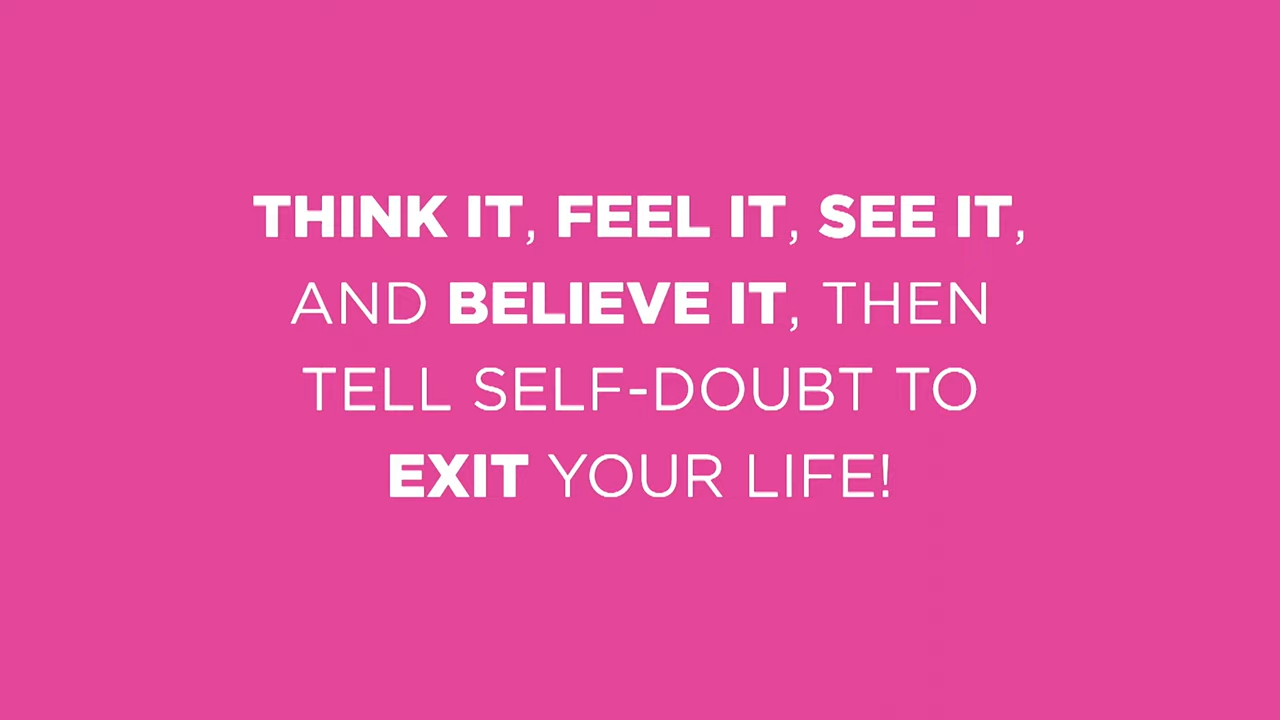 THINK IT, FEEL IT, SEE IT,
AND BELIEVE IT, THEN
TELL SELF-DOUBT TO
EXIT YOUR LIFE!